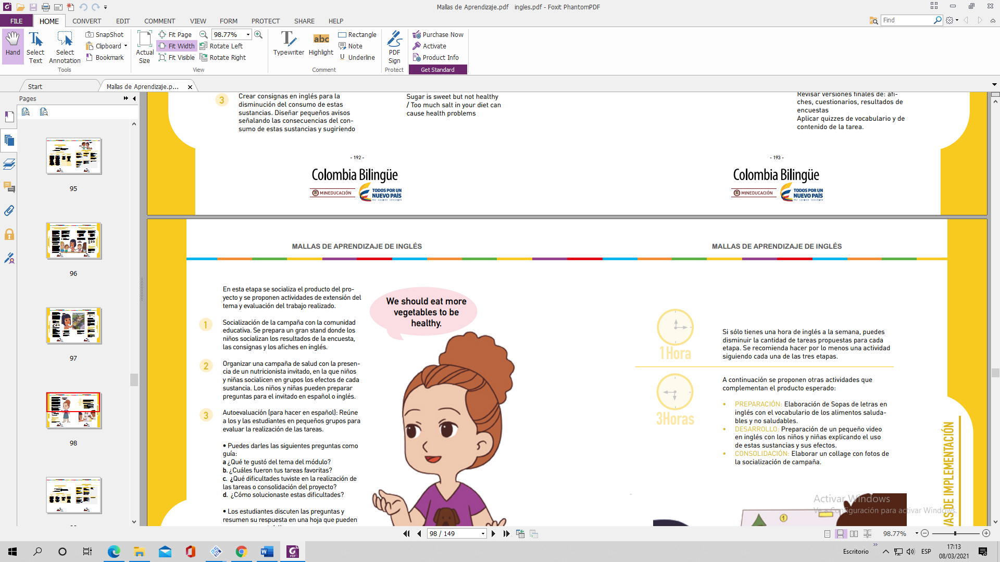 Mallas de Aprendizaje.pdf   ingles.pdf - Foxit PhantomPDF
FILE HOME CONVERT EDIT COMMENT VIEW FORM PROTECT SHARE HELP
Find
Hand
Select Text
Select Annotation
SnapShot
Clipboard
Bookmark
Tools
Actual Size
Fit Page
Fit Width
Fit Visible
98.77%
Rotate Left
Rotate Right
View
Typewriter
abc
Highlight
Rectangle
Note
U Underline
Comment
PDF Sign
Protect
Purchase Now
Activate
Product Info
Get Standard
Start
Mallas de Aprendizaje.p...
Pages
95
96
97
98
3
Crear consignas en inglés para la
disminución del consumo de estas
sustancias. Diseñar pequeños avisos
señalando las consecuencias del con-
sumo de estas sustancias y sugiriendo
Sugar is sweet but not healthy
/ Too much salt in your diet can
cause health problems
Revisar versiones finales de: afi-
ches, cuestionarios, resultados de
encuestas
Aplicar quizzes de vocabulario y de
contenido de la tarea.
- 192 -
Colombia Bilingüe
MINEDUCACIÓN
TODOS POR UN
NUEVO PAÍS
PAZ EQUIDAD EDUCACIÓN
- 193 -
Colombia Bilingüe
MINEDUCACIÓN
TODOS POR UN
NUEVO PAÍS
PAZ EQUIDAD EDUCACIÓN
MALLAS DE APRENDIZAJE DE INGLÉS
MALLAS DE APRENDIZAJE DE INGLÉS
En esta etapa se socializa el producto del pro-
yecto y se proponen actividades de extensión del
tema y evaluación del trabajo realizado.
1
Socialización de la campaña con la comunidad
educativa. Se prepara un gran stand donde los
niños socializan los resultados de la encuesta,
las consignas y los afiches en inglés.
2
Organizar una campaña de salud con la presen-
cia de un nutricionista invitado, en la que niños
y niñas socialicen en grupos los efectos de cada
sustancia. Los niños y niñas pueden preparar
preguntas para el invitado en español o inglés.
3
Autoevaluación (para hacer en español): Reúne
a los y las estudiantes en pequeños grupos para
evaluar la realización de las tareas.
• Puedes darles las siguientes preguntas como
guía:
a ¿Qué te gustó del tema del módulo?
b. ¿Cuáles fueron tus tareas favoritas?
c. ¿Qué dificultades tuviste en la realización de
las tareas o consolidación del proyecto?
d. ¿Cómo solucionaste estas dificultades?
• Los estudiantes discuten las preguntas y
resumen su respuesta en una hoja que pueden
We should eat more
vegetables to be
healthy.
1Hora
Si sólo tienes una hora de inglés a la semana, puedes
disminuir la cantidad de tareas propuestas para cada
etapa. Se recomienda hacer por lo menos una actividad
siguiendo cada una de las tres etapas.
3Horas
A continuación se proponen otras actividades que
complementan el producto esperado:
• PREPARACIÓN: Elaboración de Sopas de letras en
inglés con el vocabulario de los alimentos saluda-
bles y no saludables.
• DESARROLLO: Preparación de un pequeño video
en inglés con los niños y niñas explicando el uso
de estas sustancias y sus efectos.
• CONSOLIDACIÓN: Elaborar un collage con fotos de
la socialización de campaña.
VAS DE IMPLEMENTACIÓN
1
Activar Windows
Ve a Configuración para activar Windows.
98 / 149
98.77%
Escritorio
ESP
17:13
08/03/2021